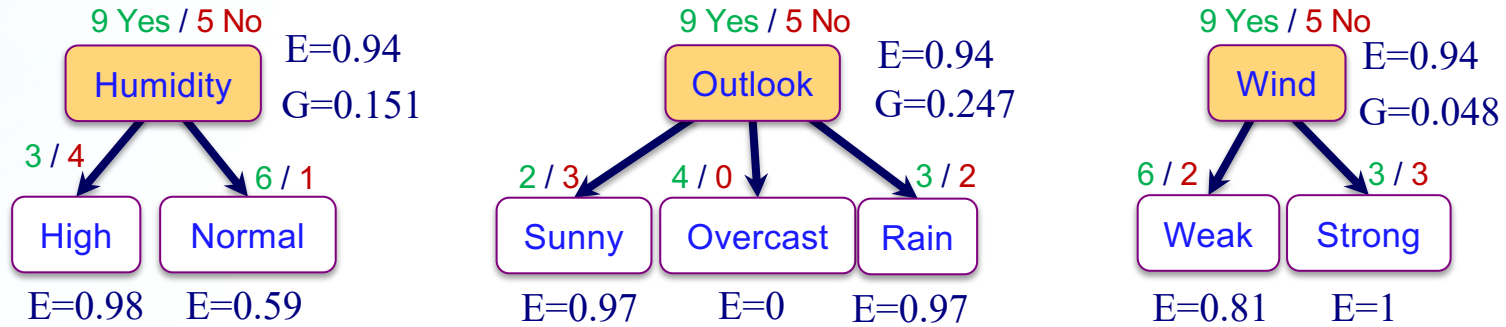 9 Yes / 5 No
Humidity
E=0.94
G=0.151
3 / 4
6 / 1
High
Normal
E=0.98
E=0.59
9 Yes / 5 No
Outlook
E=0.94
G=0.247
2 / 3
4 / 0
3 / 2
Sunny
Overcast
Rain
E=0.97
E=0
E=0.97
9 Yes / 5 No
Wind
E=0.94
G=0.048
6 / 2
3 / 3
Weak
Strong
E=0.81
E=1